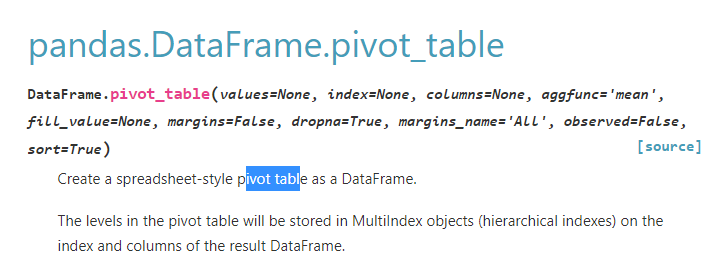 pandas.DataFrame.pivot_table
DataFrame.pivot_table(values=None, index=None, columns=None, aggfunc='mean',
fill_value=None, margins=False, dropna=True, margins_name='All', observed=False,
sort=True) [source]
Create a spreadsheet-style pivot table as a DataFrame.
The levels in the pivot table will be stored in MultiIndex objects (hierarchical indexes) on the
index and columns of the result DataFrame.